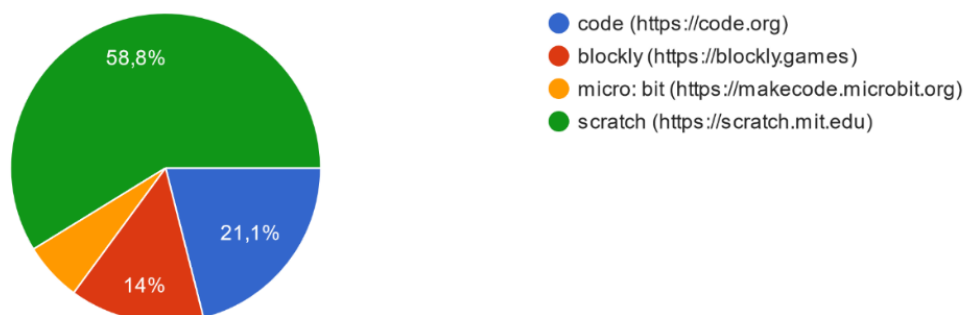 58,8%
21,1%
14%
code (https://code.org)
blockly (https://blockly.games)
micro: bit (https://makecode.microbit.org)
scratch (https://scratch.mit.edu)